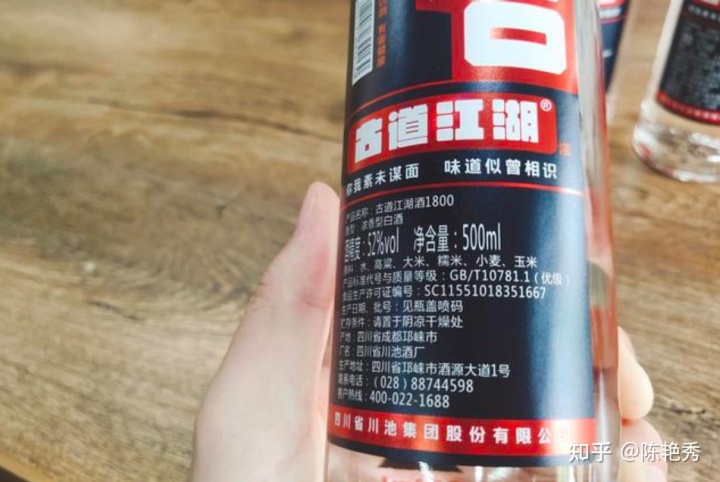 古道江湖®
你我素未谋面 味道似曾相识
产品名称：古道江湖酒1800
香型：浓香型白酒
酒精度：52%vol 净含量：500ml
原料：水、高粱、大米、糯米、小麦、玉米
产品标准代号与质量等级：GB/T10781.1（优级）
食品生产许可证编号：SC11551018351667
生产日期、批号：见瓶盖喷码
贮存条件：请置于阴凉干燥处
产地：四川省成都邛崃市
厂名：四川省川池酒厂
生产地址：四川省邛崃市酒源大道1号
联系电话：（028）88744598
客户热线：400-022-1688
四川省川池集团股份有限公司
知乎 @陈艳秀